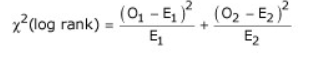 χ²(log rank) = (O₁ - E₁)² / E₁ + (O₂ - E₂)² / E₂